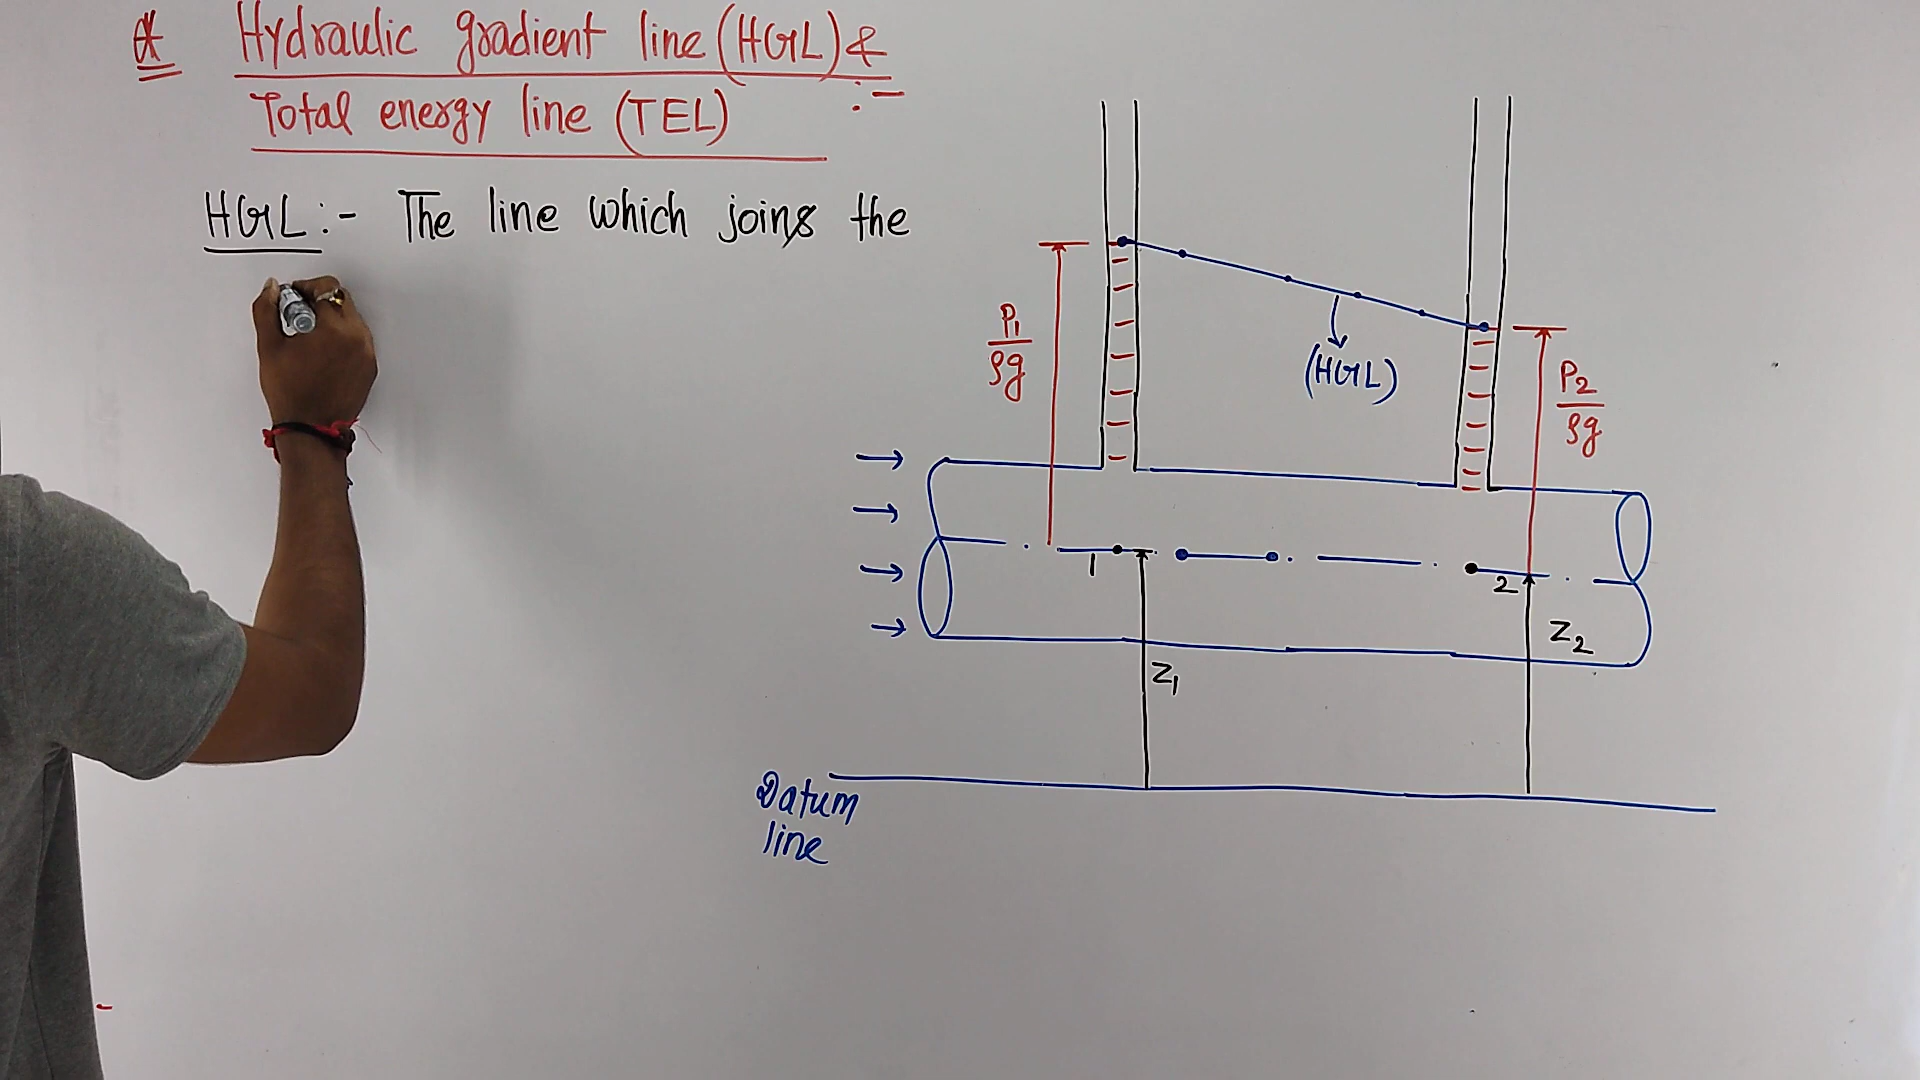 * Hydraulic gradient line (HGL) &
Total energy line (TEL) :-
HGL :- The line which joins the
P1/ρg
(HGL)
P2/ρg
1
2
Z1
Z2
Datum
line